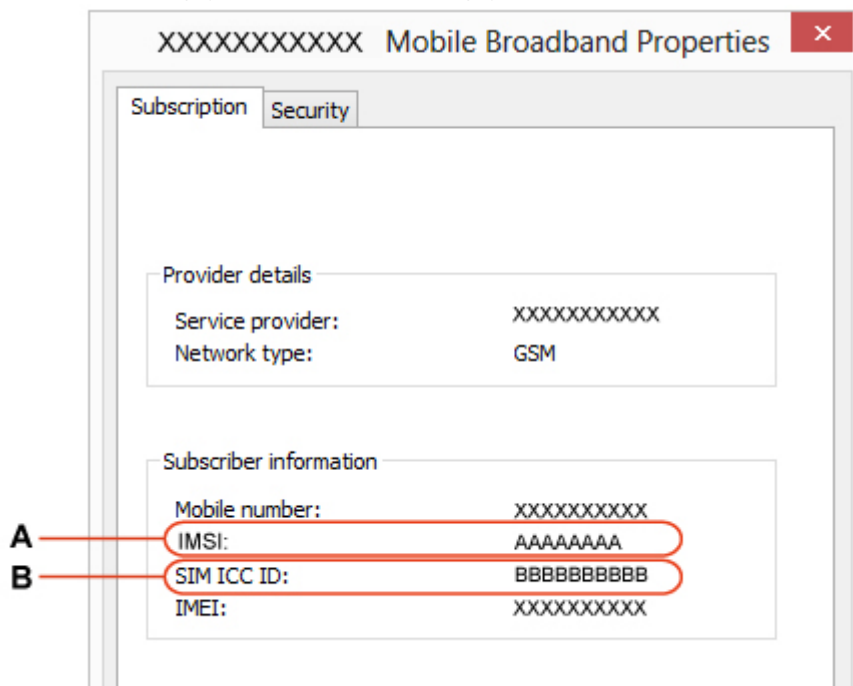 XXXXXXXXXXX Mobile Broadband Properties ×
Subscription Security
Provider details
Service provider: XXXXXXXXXXX
Network type: GSM
Subscriber information
Mobile number: XXXXXXXXXX
A IMSI: AAAAAAAA
B SIM ICC ID: BBBBBBBBBB
IMEI: XXXXXXXXXX